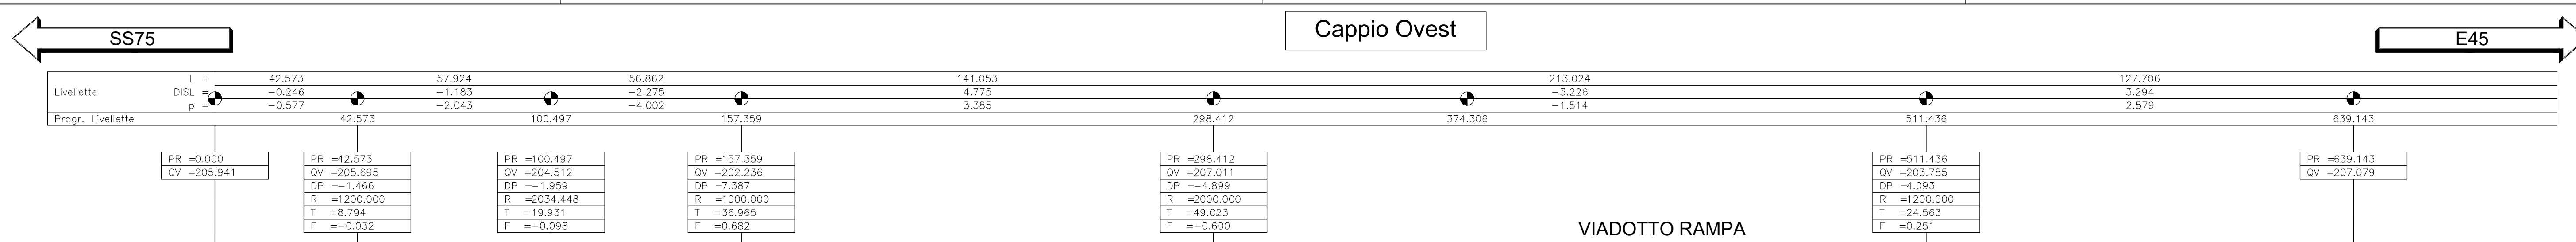 Cappio Ovest
SS75
E45
Livellette
L = 42.573 57.924 56.862 141.053 213.024 127.706
DISL = -0.246 -1.183 -2.275 4.775 -3.226 3.294
p = -0.577 -2.043 -4.002 3.385 -1.514 2.579
Progr. Livellette 42.573 100.497 157.359 298.412 374.306 511.436 639.143
PR =0.000
QV =205.941
PR =42.573
QV =205.695
DP =-1.466
R =1200.000
T =8.794
F =-0.032
PR =100.497
QV =204.512
DP =-1.959
R =2034.448
T =19.931
F =-0.098
PR =157.359
QV =202.236
DP =7.387
R =1000.000
T =36.965
F =0.682
PR =298.412
QV =207.011
DP =-4.899
R =2000.000
T =49.023
F =-0.600
PR =511.436
QV =203.785
DP =4.093
R =1200.000
T =24.563
F =0.251
PR =639.143
QV =207.079
VIADOTTO RAMPA